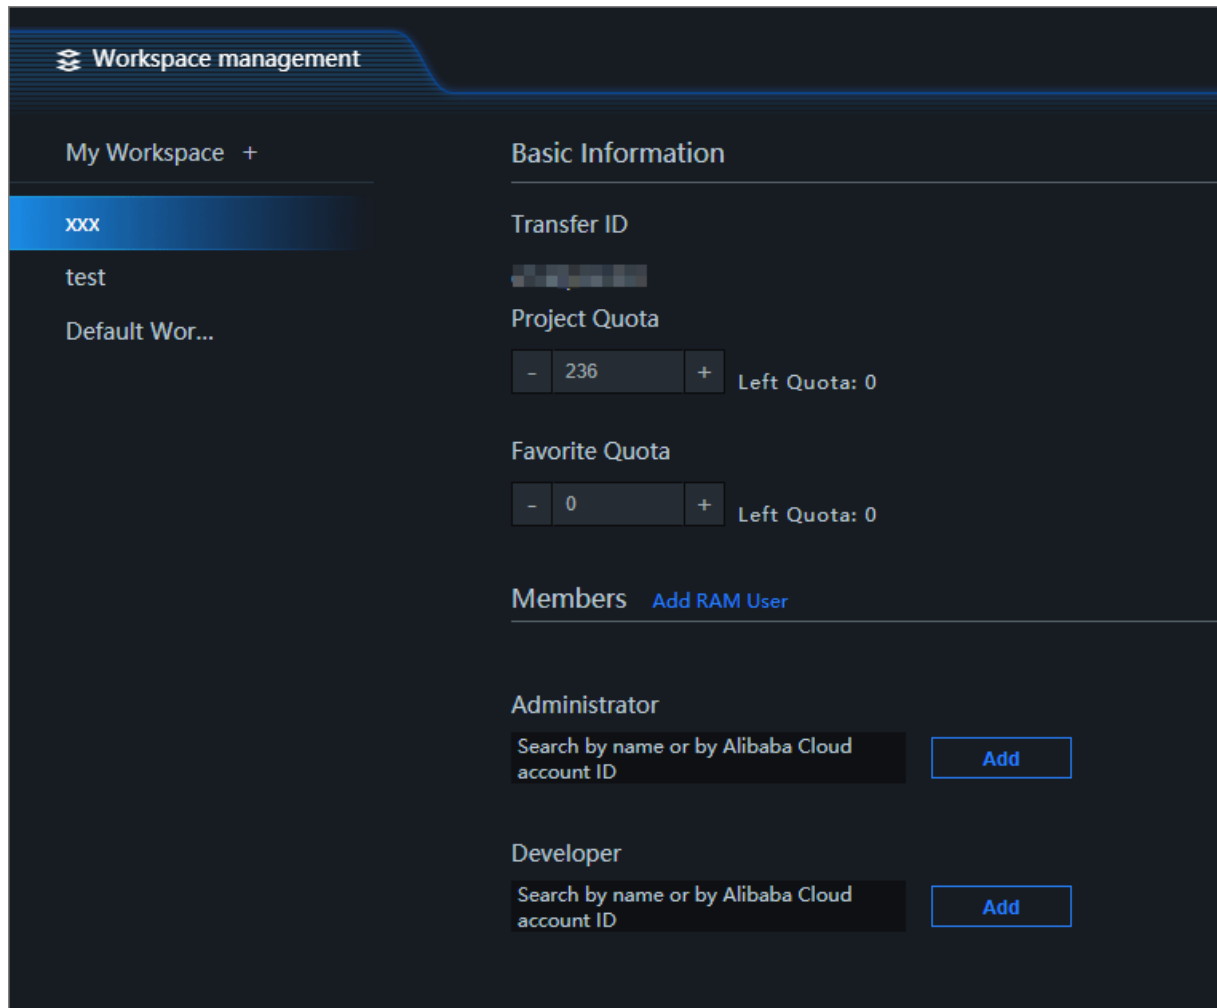 Workspace management
My Workspace +
xxx
test
Default Wor...
Basic Information
Transfer ID
Project Quota
- 236 + Left Quota: 0
Favorite Quota
- 0 + Left Quota: 0
Members Add RAM User
Administrator
Search by name or by Alibaba Cloud
account ID
Add
Developer
Search by name or by Alibaba Cloud
account ID
Add